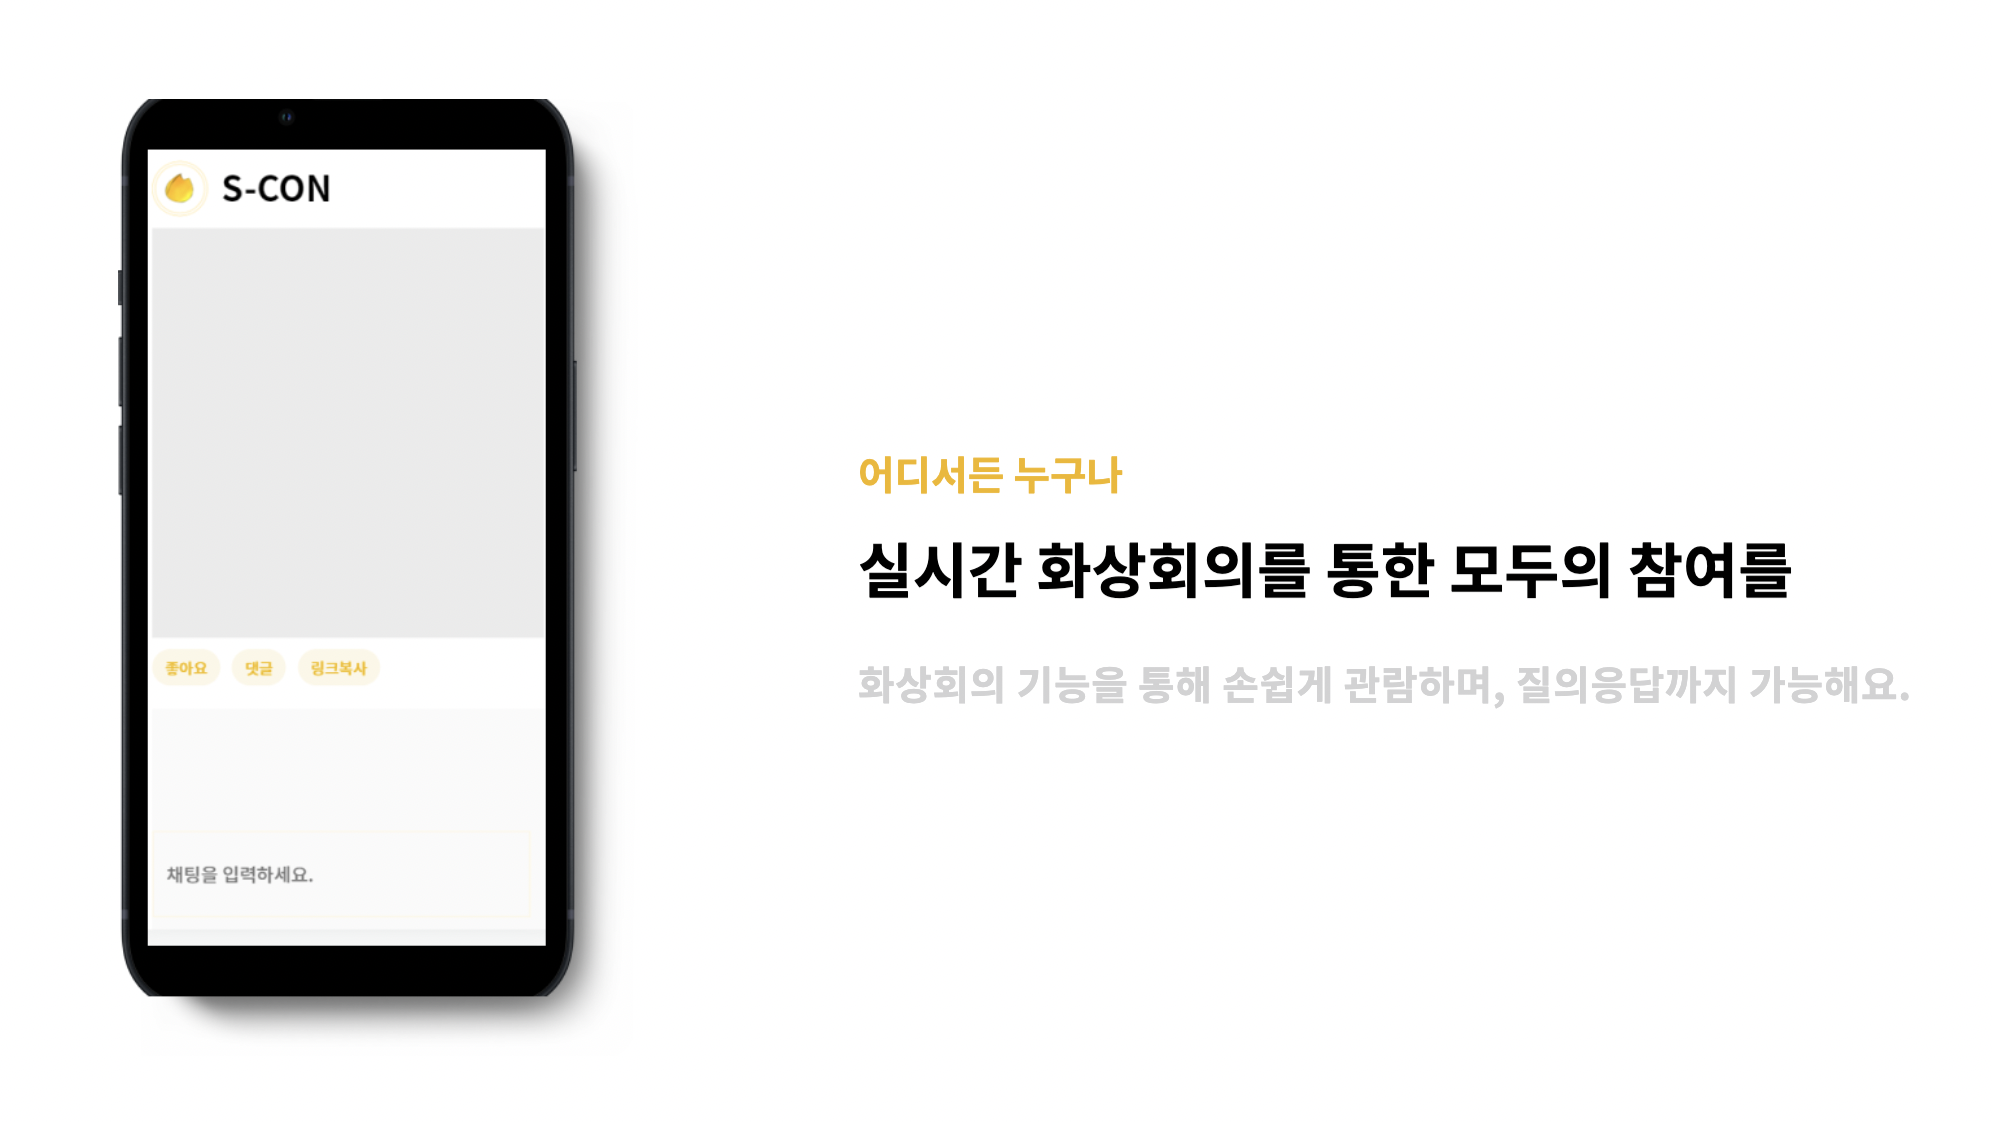 S-CON
좋아요 댓글 링크복사
채팅을 입력하세요.
어디서든 누구나
실시간 화상회의를 통한 모두의 참여를
화상회의 기능을 통해 손쉽게 관람하며, 질의응답까지 가능해요.